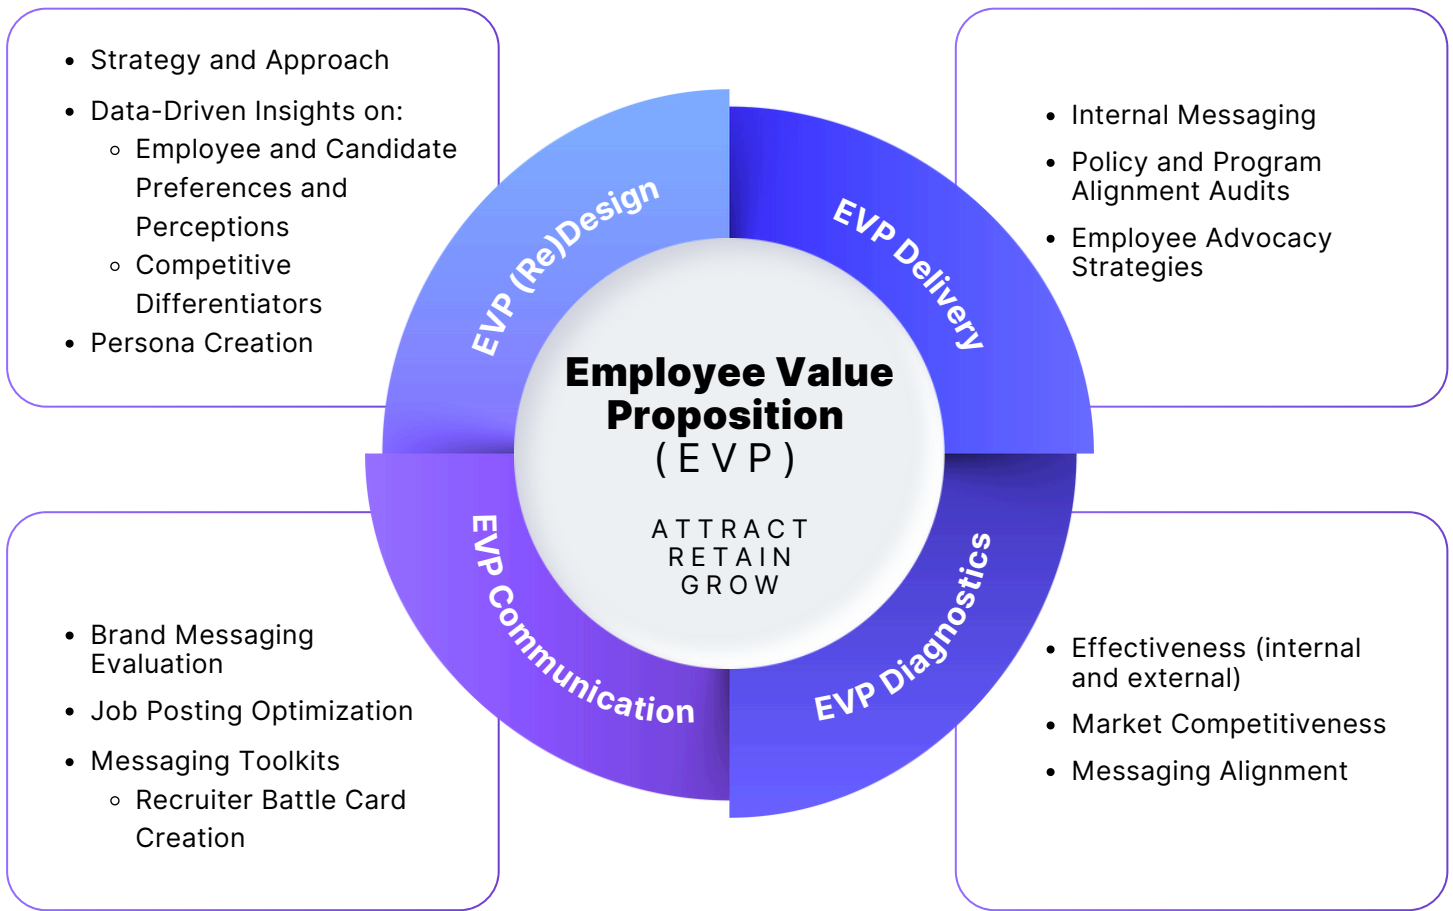 • Strategy and Approach
• Data-Driven Insights on:
◦ Employee and Candidate
Preferences and
Perceptions
◦ Competitive
Differentiators
• Persona Creation
• Internal Messaging
• Policy and Program
Alignment Audits
• Employee Advocacy
Strategies
EVP (Re)Design
EVP Delivery
Employee Value
Proposition
(EVP)
ATTRACT
RETAIN
GROW
EVP Communication
EVP Diagnostics
• Brand Messaging
Evaluation
• Job Posting Optimization
• Messaging Toolkits
◦ Recruiter Battle Card
Creation
• Effectiveness (internal
and external)
• Market Competitiveness
• Messaging Alignment